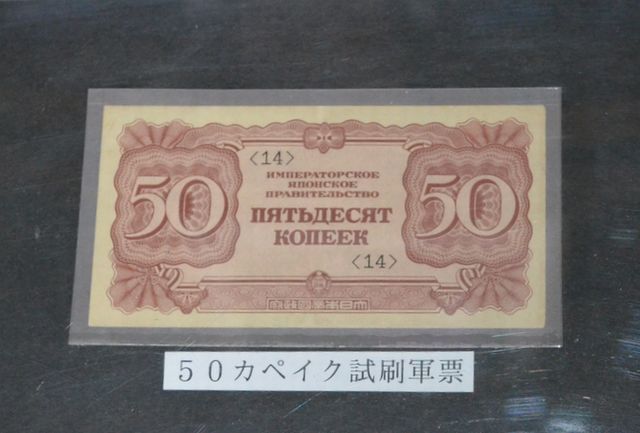 50
50
<14>
ИМПЕРАТОРСКОЕ
ЯПОНСКОЕ
ПРАВИТЕЛЬСТВО
ПЯТЬДЕСЯТ
КОПЕЕК
<14>
５０カペイク試刷軍票